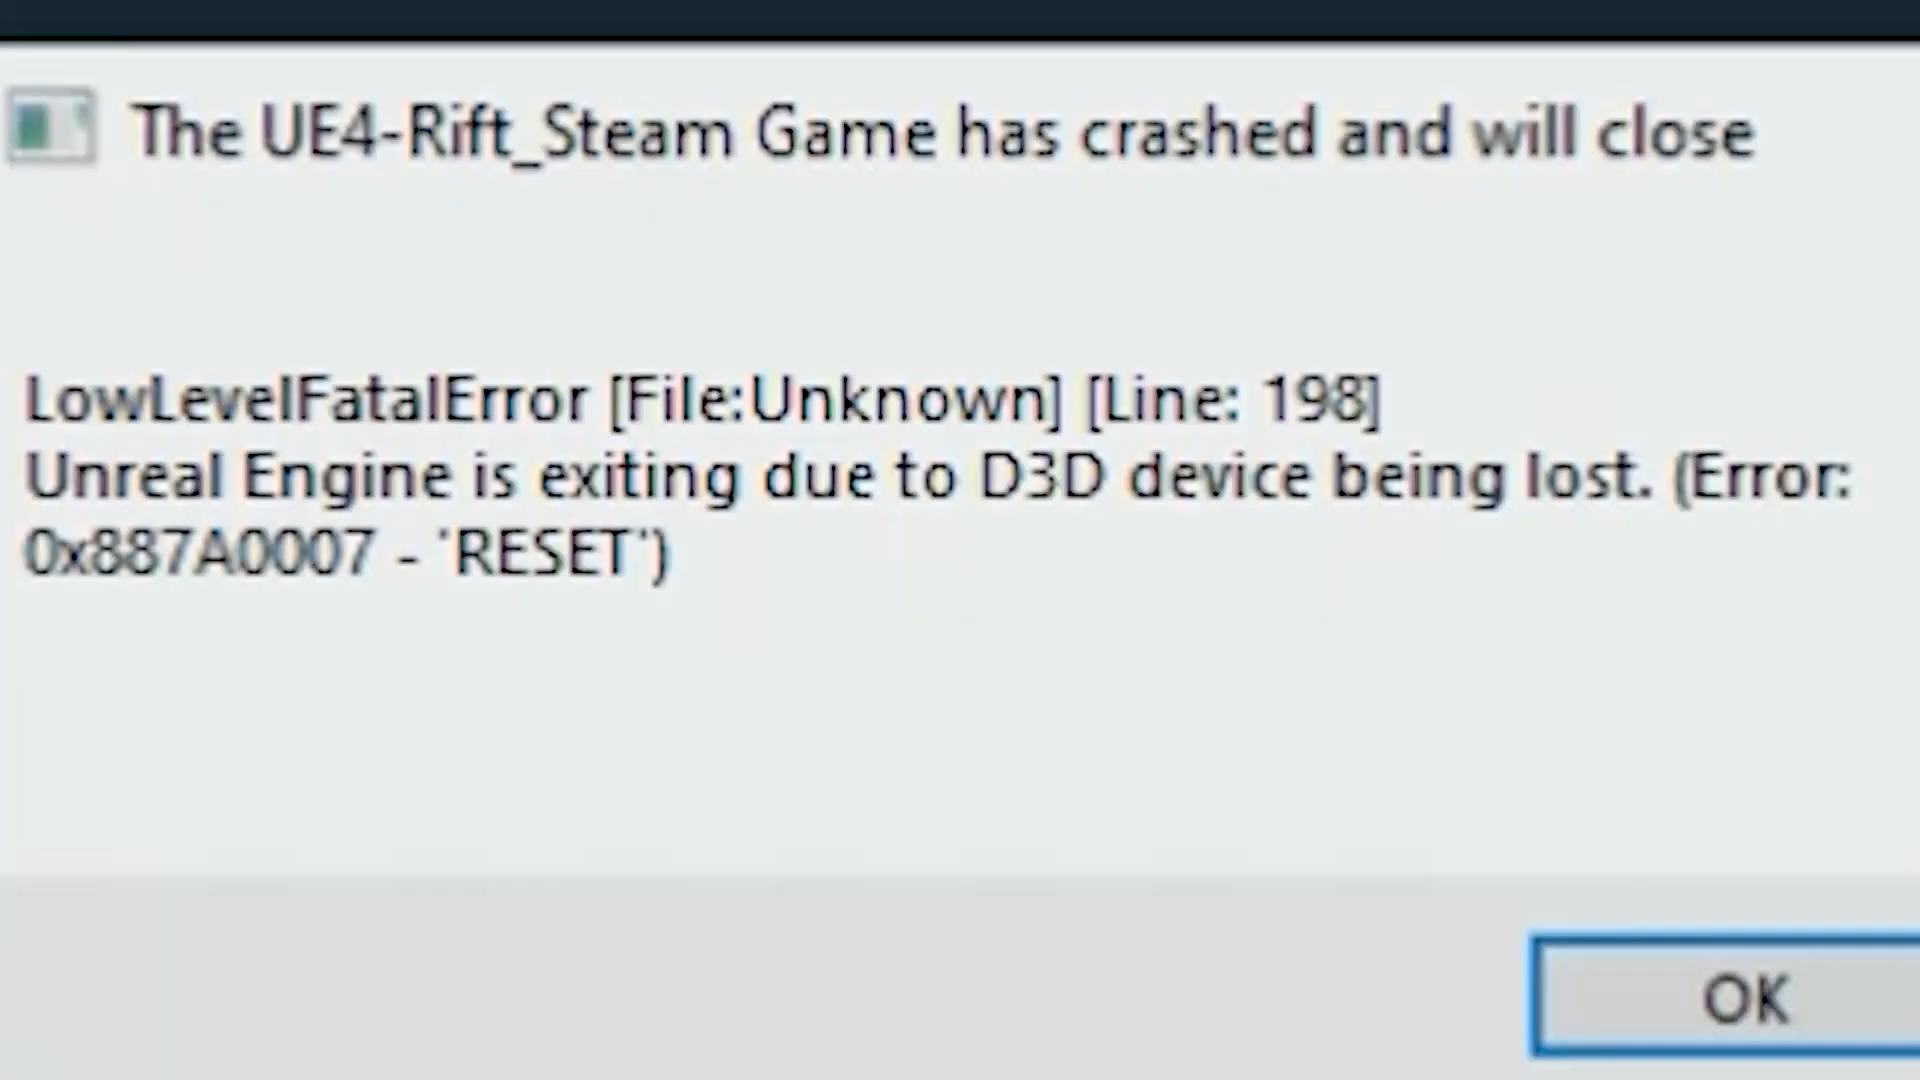 The UE4-Rift_Steam Game has crashed and will close
LowLevelFatalError [File:Unknown] [Line: 198]
Unreal Engine is exiting due to D3D device being lost. (Error:
0x887A0007 - 'RESET')
OK